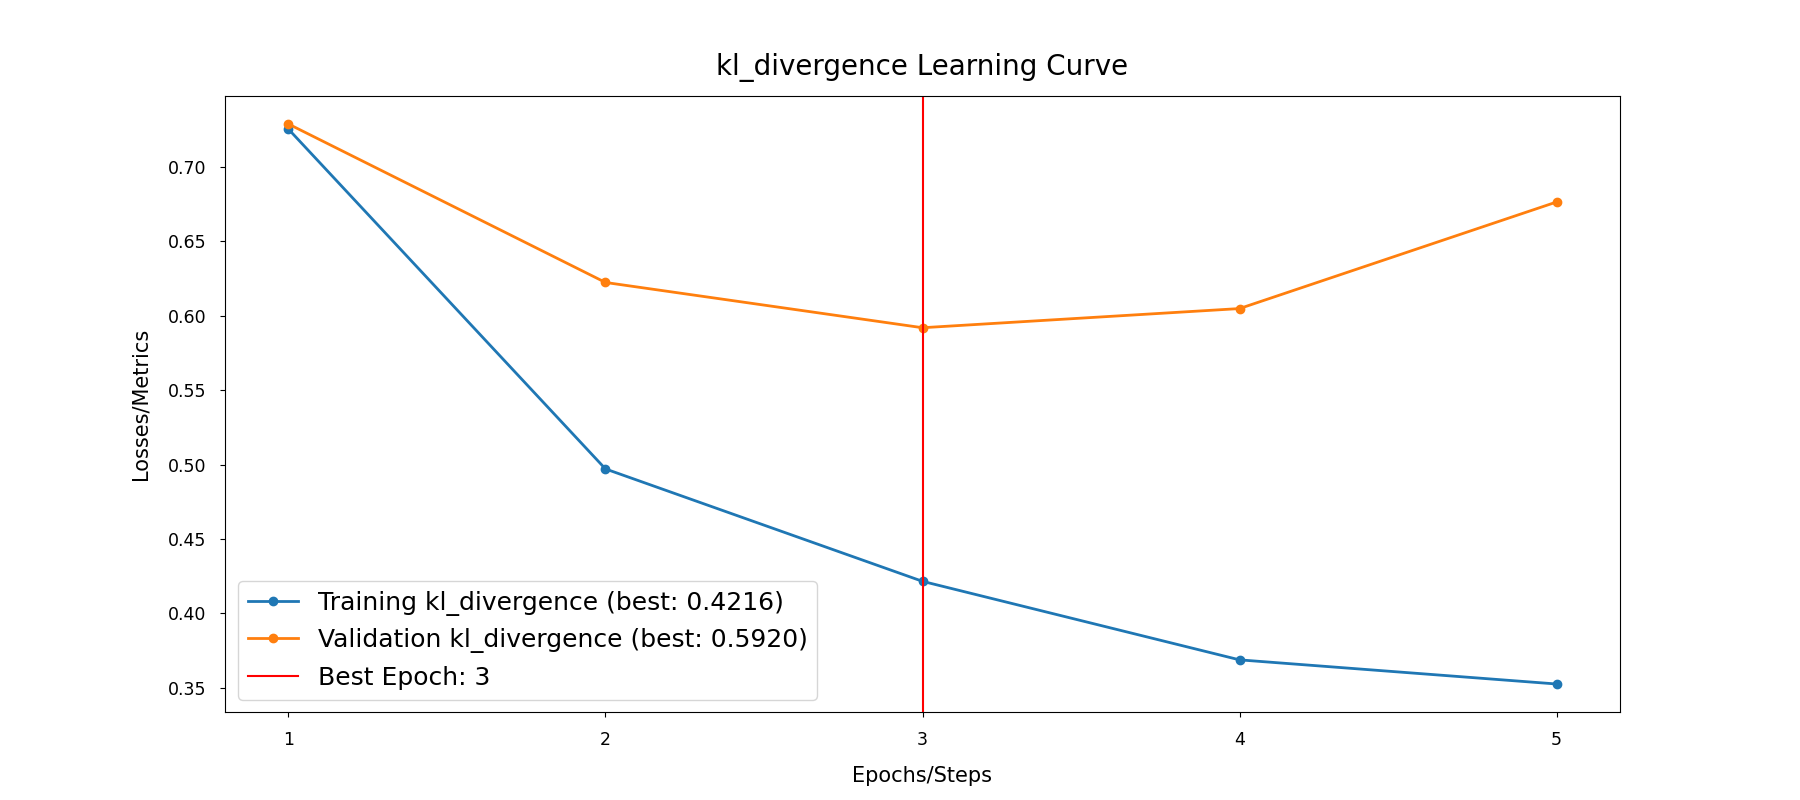 kl_divergence Learning Curve
Losses/Metrics
0.70
0.65
0.60
0.55
0.50
0.45
0.40
0.35
Training kl_divergence (best: 0.4216)
Validation kl_divergence (best: 0.5920)
Best Epoch: 3
1 2 3 4 5
Epochs/Steps